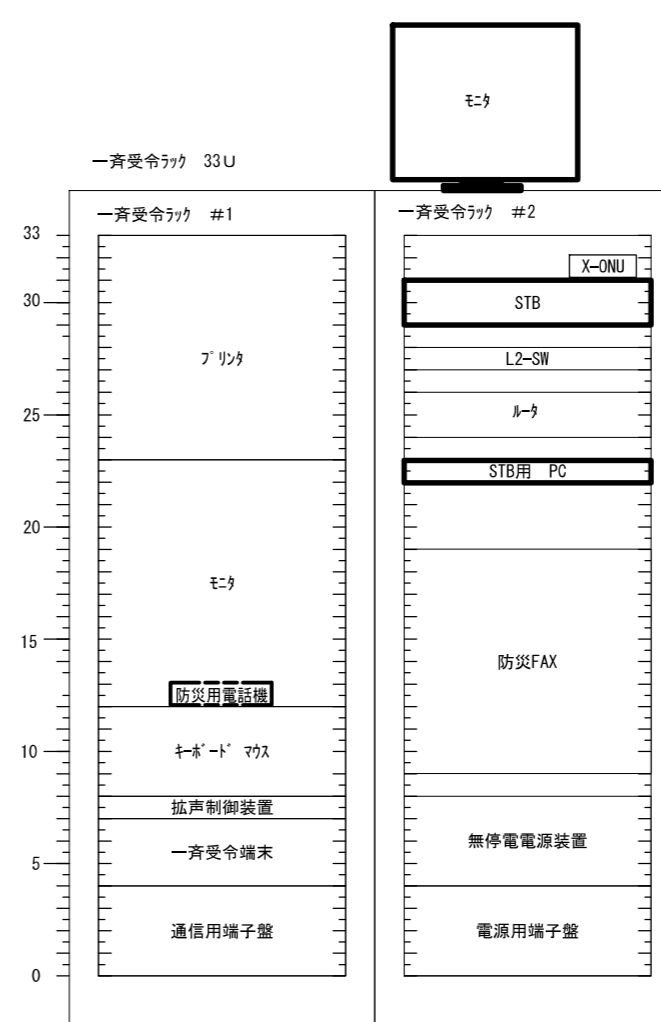 ﾓﾆﾀ
一斉受令ﾗｯｸ 33U
一斉受令ﾗｯｸ #1
一斉受令ﾗｯｸ #2
33
X-ONU
30
STB
ﾌﾟﾘﾝﾀ
L2-SW
25
ﾙｰﾀ
STB用 PC
20
ﾓﾆﾀ
15
防災FAX
防災用電話機
10
ｷｰﾎﾞｰﾄﾞ ﾏｳｽ
拡声制御装置
無停電電源装置
一斉受令端末
5
通信用端子盤
電源用端子盤
0